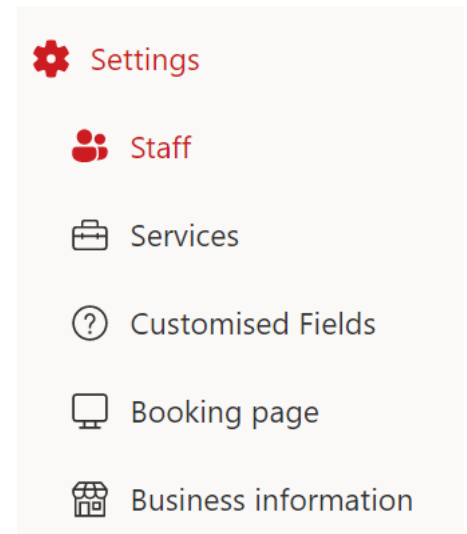 Settings
Staff
Services
Customised Fields
Booking page
Business information